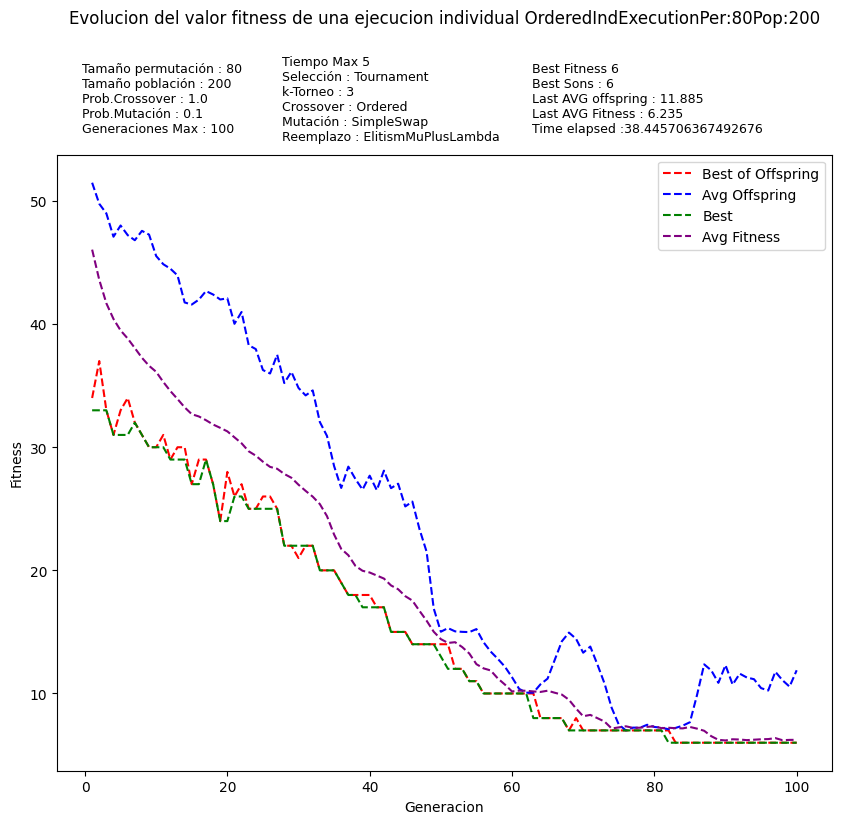 Evolucion del valor fitness de una ejecucion individual OrderedIndExecutionPer:80Pop:200
Tamaño permutación : 80
Tamaño población : 200
Prob.Crossover : 1.0
Prob.Mutación : 0.1
Generaciones Max : 100
Tiempo Max 5
Selección : Tournament
k-Torneo : 3
Crossover : Ordered
Mutación : SimpleSwap
Reemplazo : ElitismMuPlusLambda
Best Fitness 6
Best Sons : 6
Last AVG offspring : 11.885
Last AVG Fitness : 6.235
Time elapsed :38.445706367492676
Best of Offspring
Avg Offspring
Best
Avg Fitness
Fitness
50
40
30
20
10
0
20
40
60
80
100
Generacion